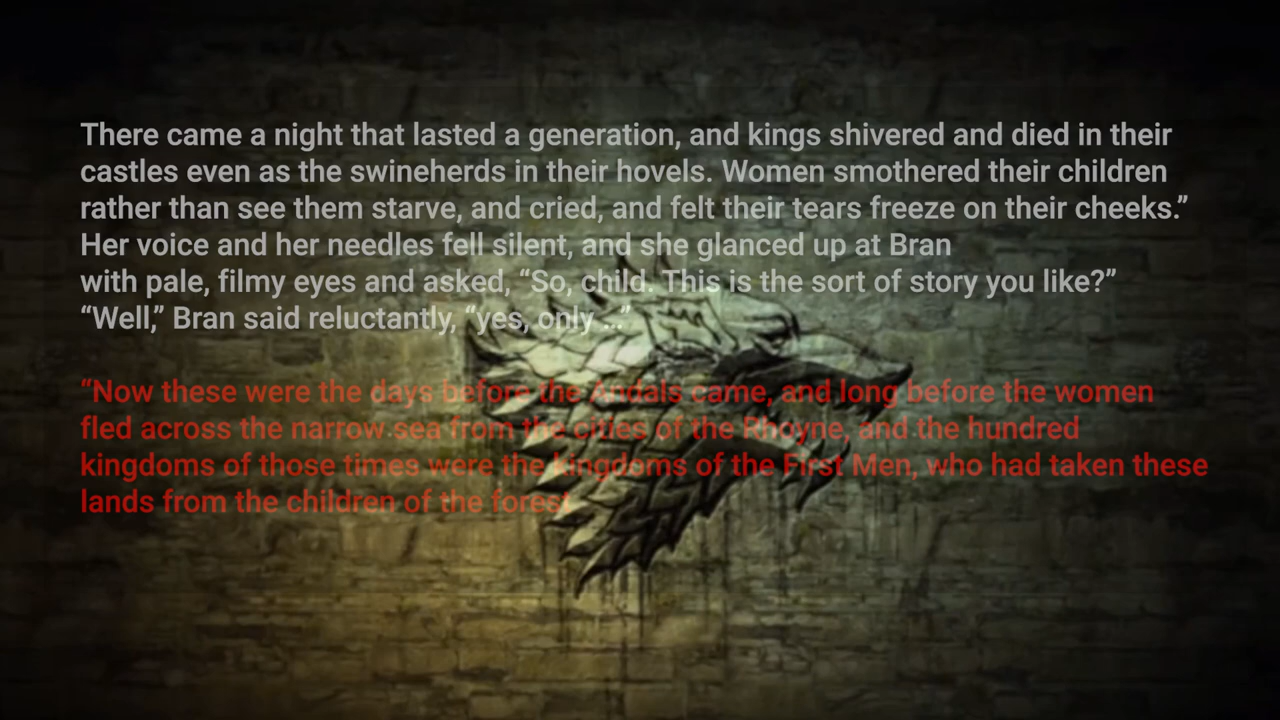 There came a night that lasted a generation, and kings shivered and died in their
castles even as the swineherds in their hovels. Women smothered their children
rather than see them starve, and cried, and felt their tears freeze on their cheeks.”
Her voice and her needles fell silent, and she glanced up at Bran
with pale, filmy eyes and asked, “So, child. This is the sort of story you like?”
“Well,” Bran said reluctantly, “yes, only ...”
“Now these were the days before the Andals came, and long before the women
fled across the narrow sea from the cities of the Rhoyne, and the hundred
kingdoms of those times were the kingdoms of the First Men, who had taken these
lands from the children of the forest.